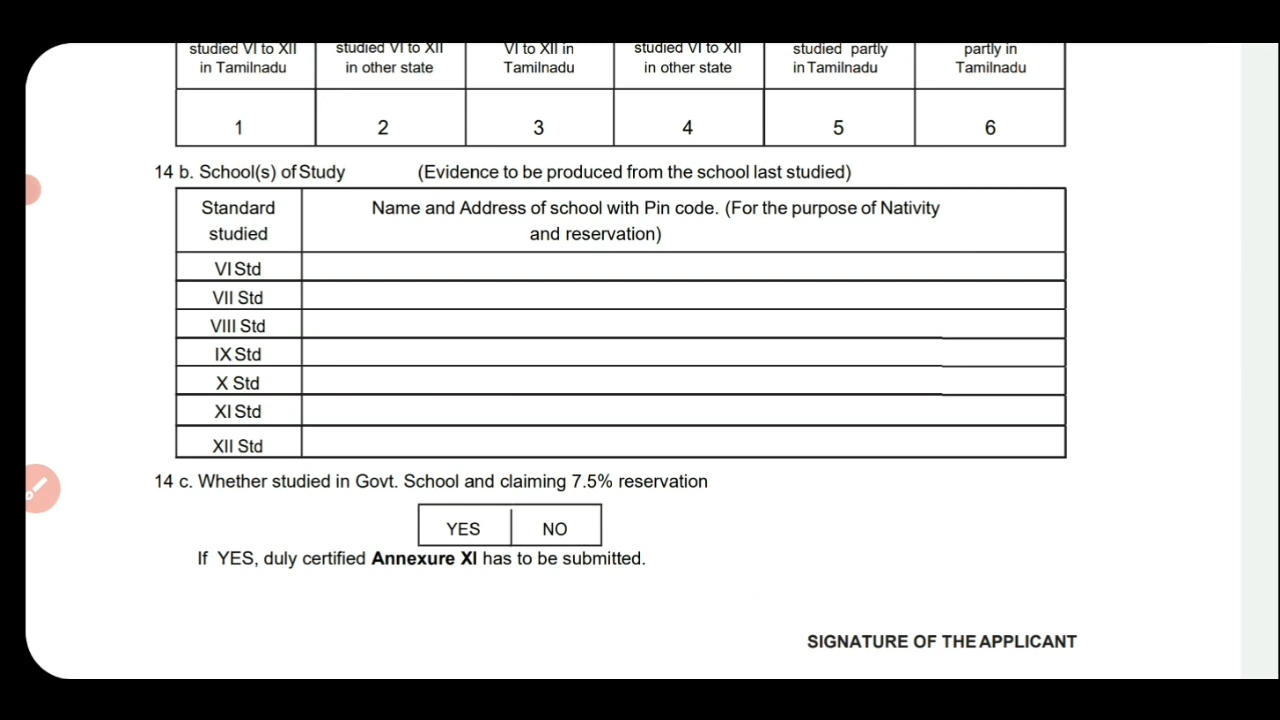 studied VI to XII studied VI to XII VI to XII in studied VI to XII studied partly partly in
in Tamilnadu in other state Tamilnadu in other state in Tamilnadu Tamilnadu
1 2 3 4 5 6
14 b. School(s) of Study (Evidence to be produced from the school last studied)
Standard Name and Address of school with Pin code. (For the purpose of Nativity
studied and reservation)
VI Std
VII Std
VIII Std
IX Std
X Std
XI Std
XII Std
14 c. Whether studied in Govt. School and claiming 7.5% reservation
YES NO
If YES, duly certified Annexure XI has to be submitted.
SIGNATURE OF THE APPLICANT